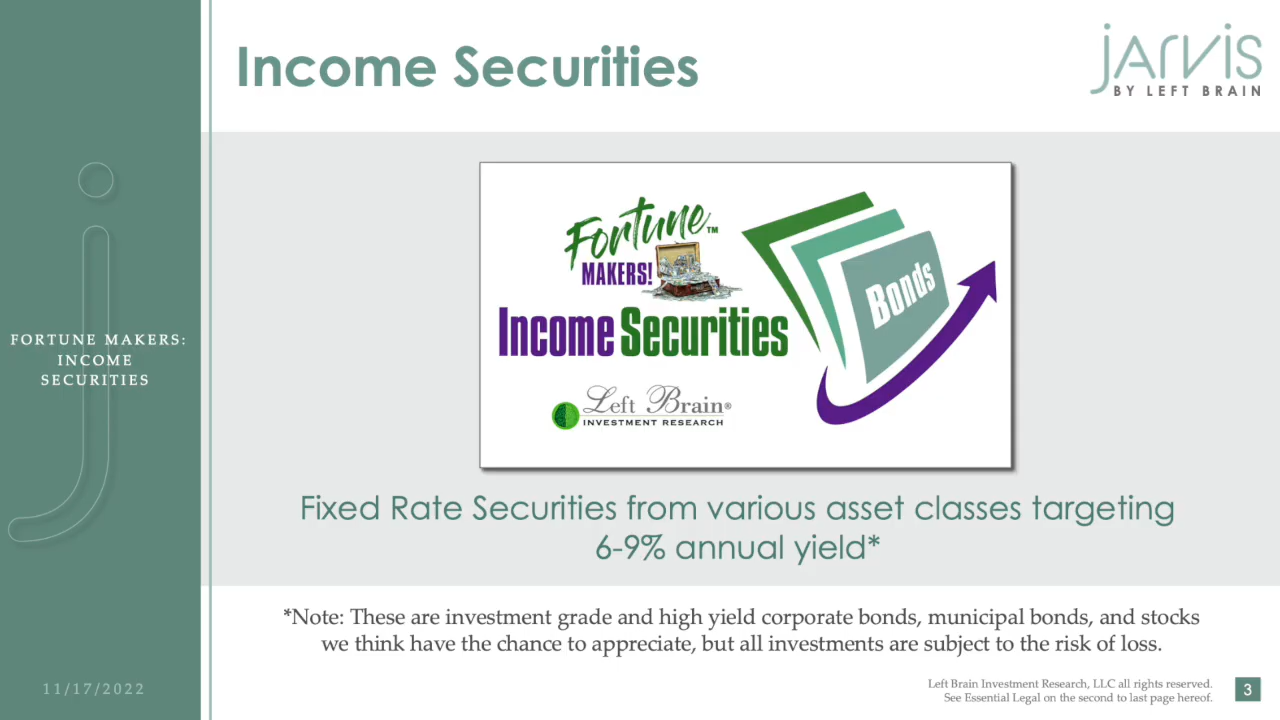 Income Securities
jarvis
BY LEFT BRAIN
FORTUNE MAKERS:
INCOME
SECURITIES
Fortune™
MAKERS!
Income Securities
Bonds
Left Brain®
INVESTMENT RESEARCH
Fixed Rate Securities from various asset classes targeting
6-9% annual yield*
*Note: These are investment grade and high yield corporate bonds, municipal bonds, and stocks
we think have the chance to appreciate, but all investments are subject to the risk of loss.
11/17/2022
Left Brain Investment Research, LLC all rights reserved.
See Essential Legal on the second to last page hereof.
3